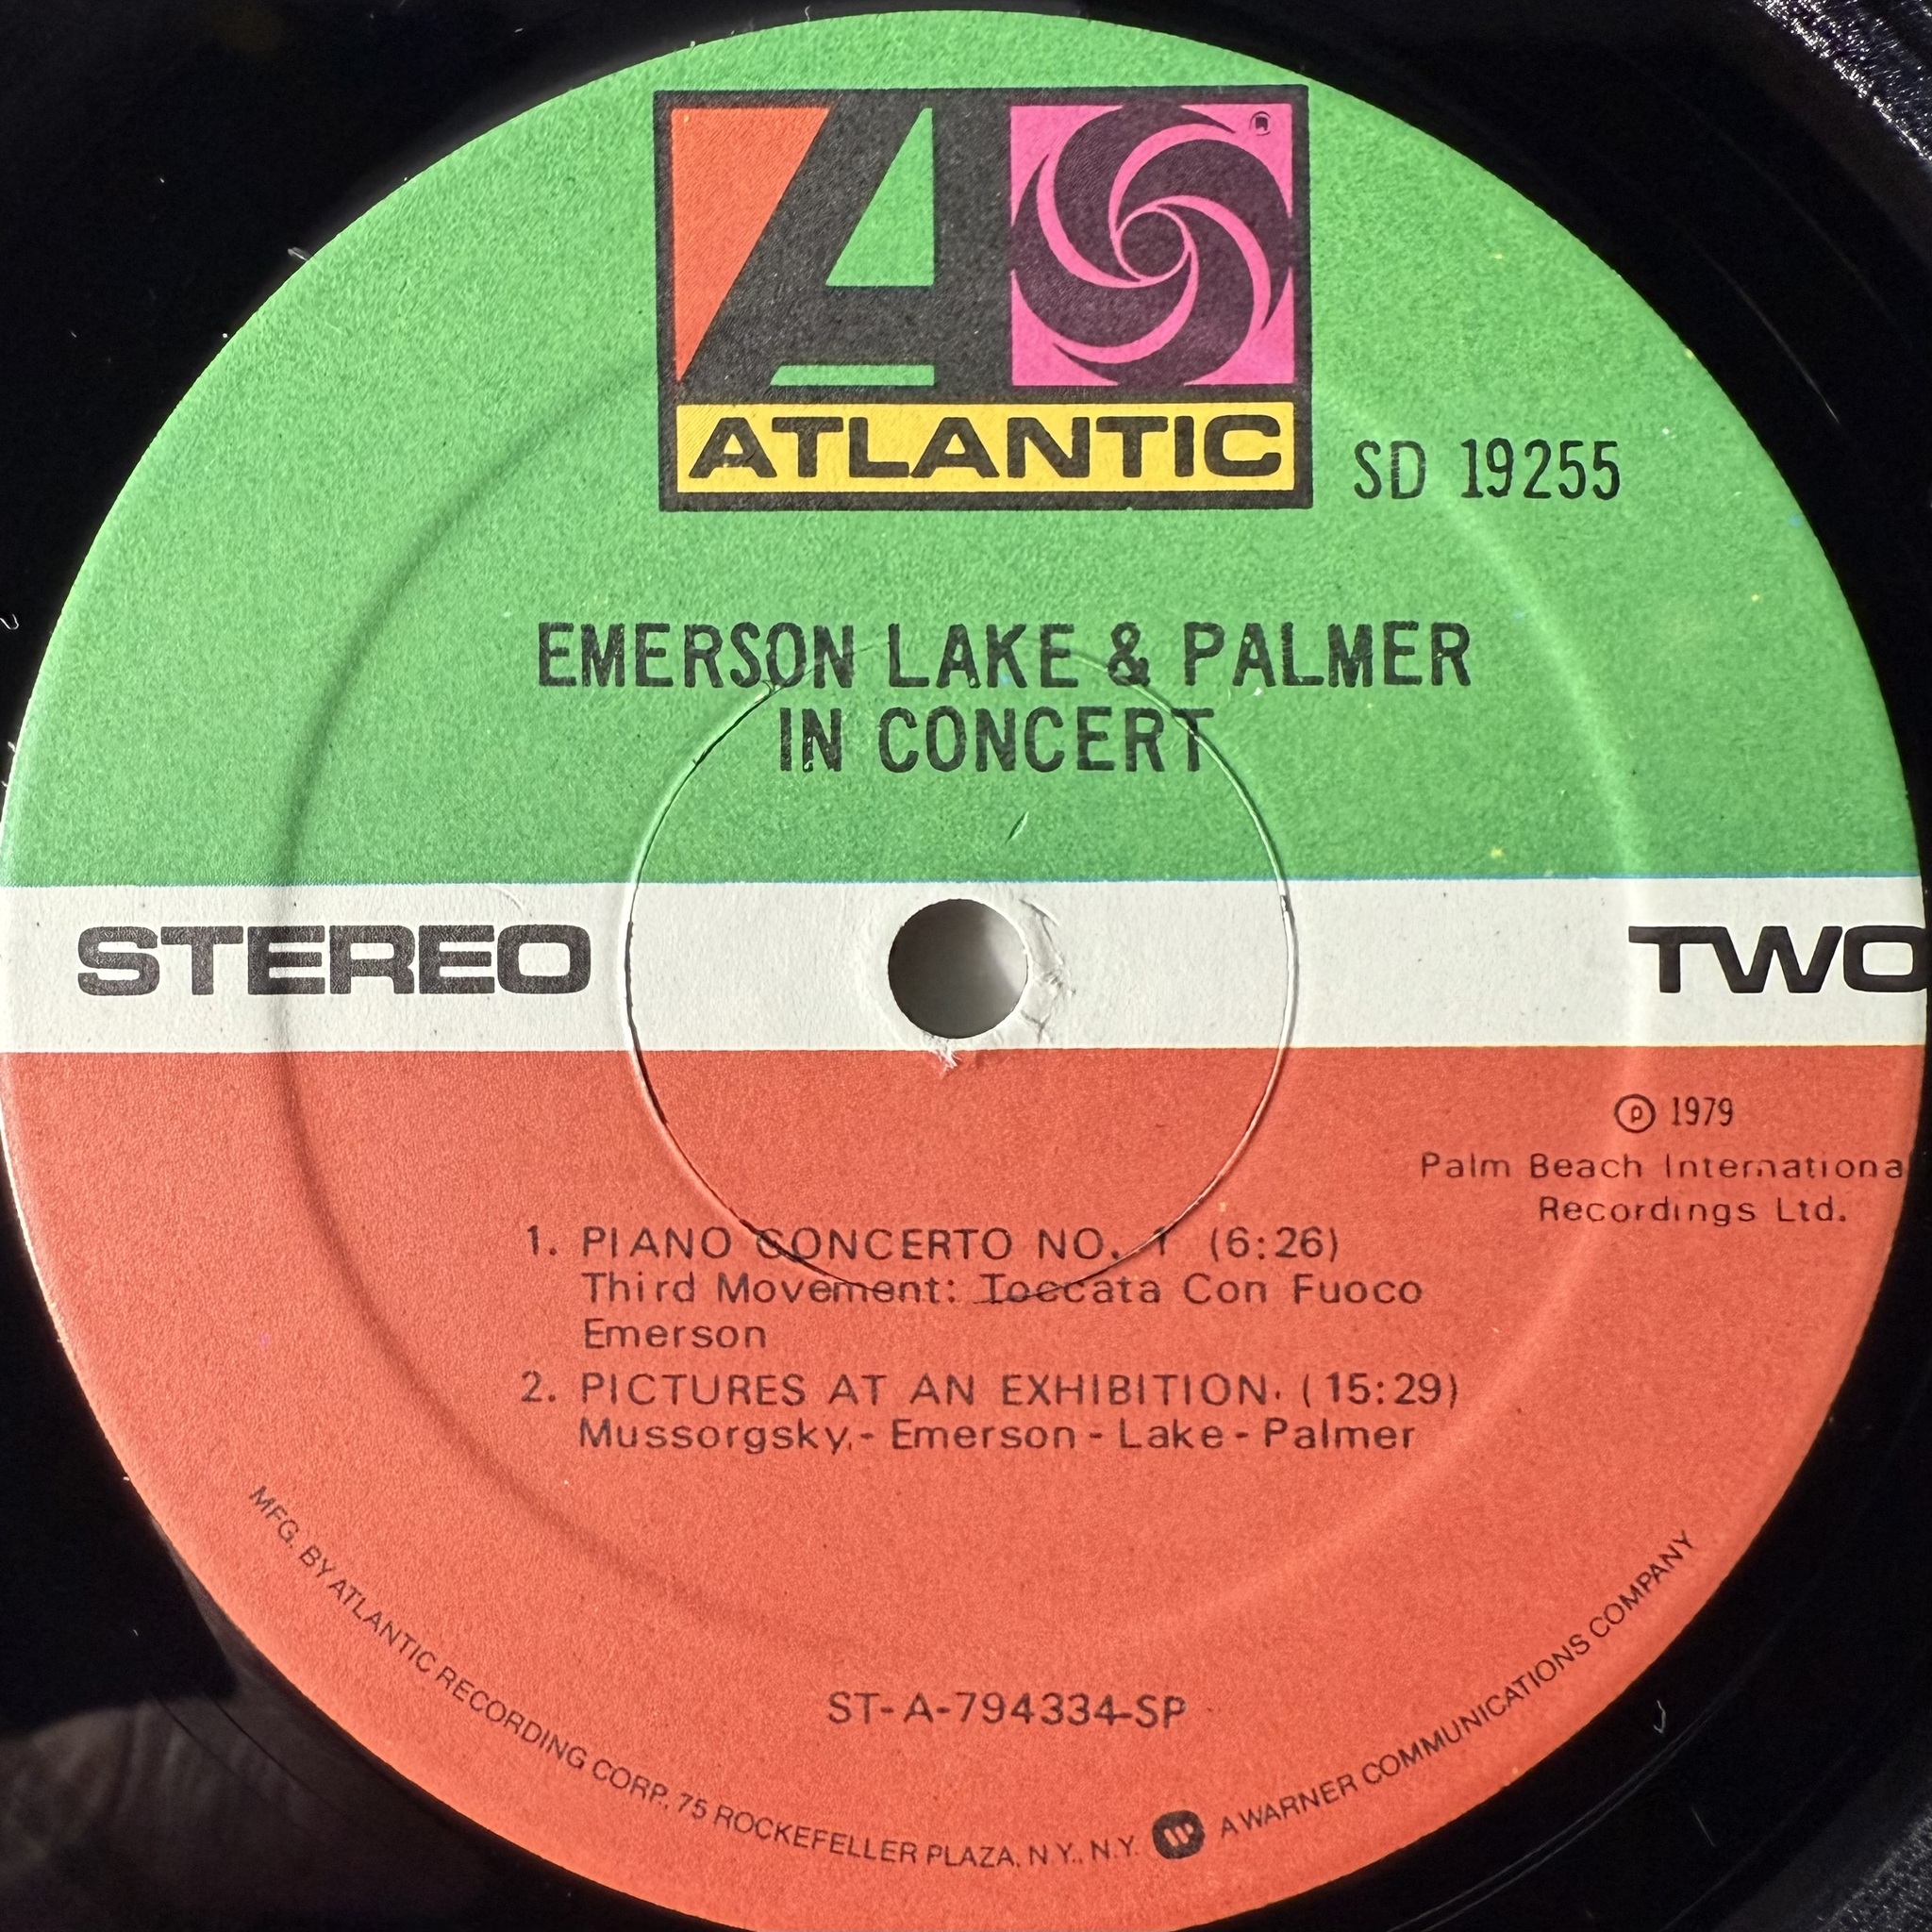 A
®
ATLANTIC
SD 19255
EMERSON LAKE & PALMER
IN CONCERT
STEREO
TWO
℗ 1979
Palm Beach Internationa
Recordings Ltd.
1. PIANO CONCERTO NO. 1 (6:26)
Third Movement: Toccata Con Fuoco
Emerson
2. PICTURES AT AN EXHIBITION. (15:29)
Mussorgsky.- Emerson - Lake - Palmer
ST-A-794334-SP
MFG. BY ATLANTIC RECORDING CORP., 75 ROCKEFELLER PLAZA, N.Y., N.Y. A WARNER COMMUNICATIONS COMPANY